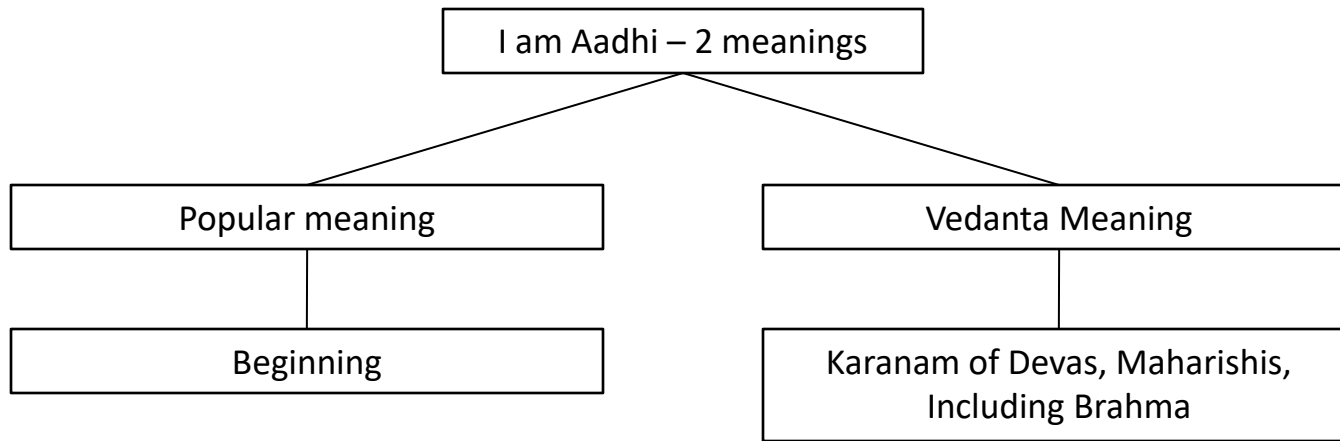 I am Aadhi – 2 meanings
Popular meaning
Vedanta Meaning
Beginning
Karanam of Devas, Maharishis,
Including Brahma